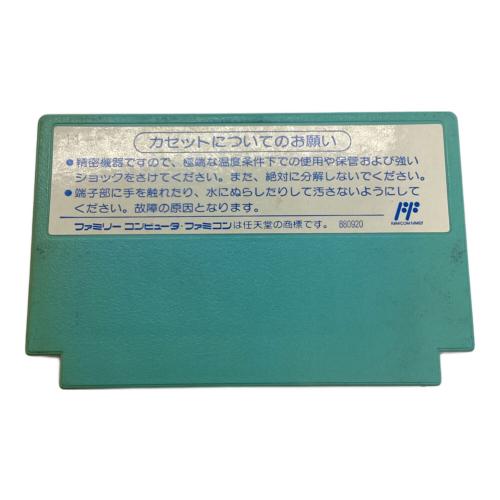 カセットについてのお願い
●精密機器ですので、極端な温度条件下での使用や保管および強い
ショックをさけてください。また、絶対に分解しないでください。
●端子部に手を触れたり、水にぬらしたりして汚さないようにして
ください。故障の原因となります。
ファミリー コンピュータ・ファミコンは任天堂の商標です。 880920
FAMICOM FAMILY